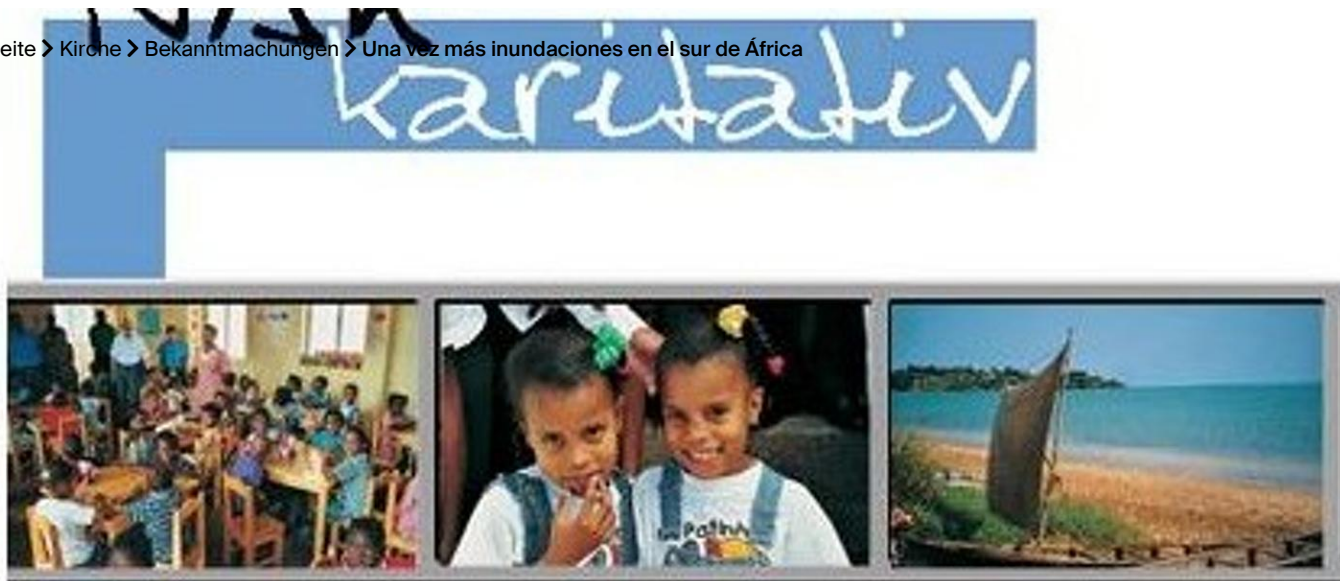 eite > Kirche > Bekanntmachungen > Una vez más inundaciones en el sur de África
karitativ